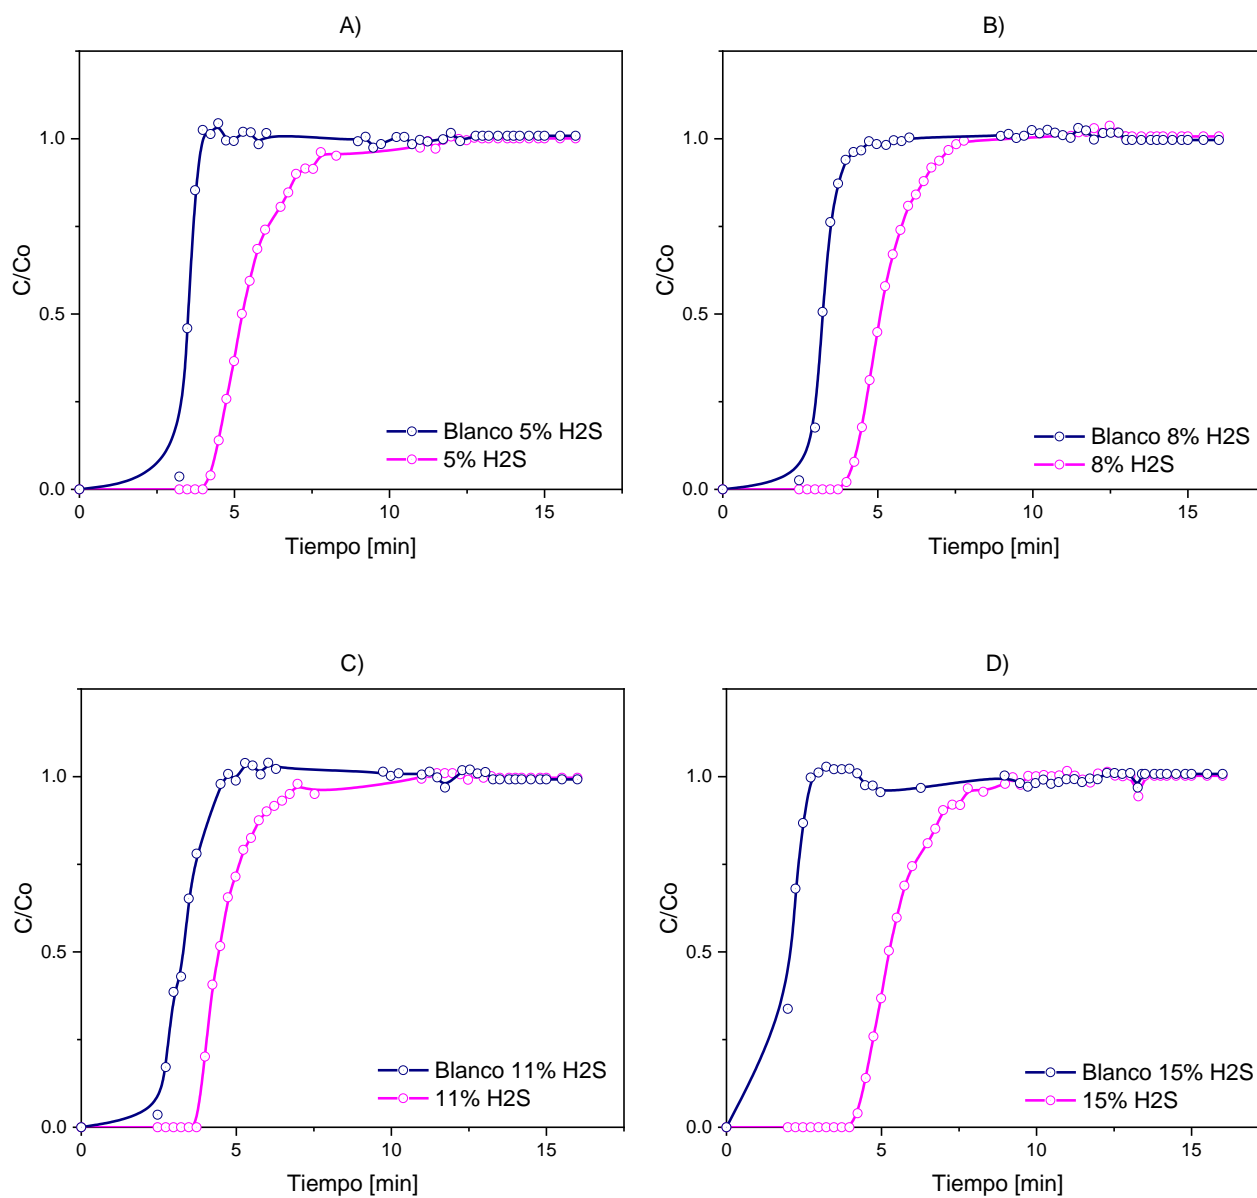 A)
1.0
0.5
0.0
C/Co
0
5
10
15
Tiempo [min]
Blanco 5% H2S
5% H2S
B)
1.0
0.5
0.0
C/Co
0
5
10
15
Tiempo [min]
Blanco 8% H2S
8% H2S
C)
1.0
0.5
0.0
C/Co
0
5
10
15
Tiempo [min]
Blanco 11% H2S
11% H2S
D)
1.0
0.5
0.0
C/Co
0
5
10
15
Tiempo [min]
Blanco 15% H2S
15% H2S